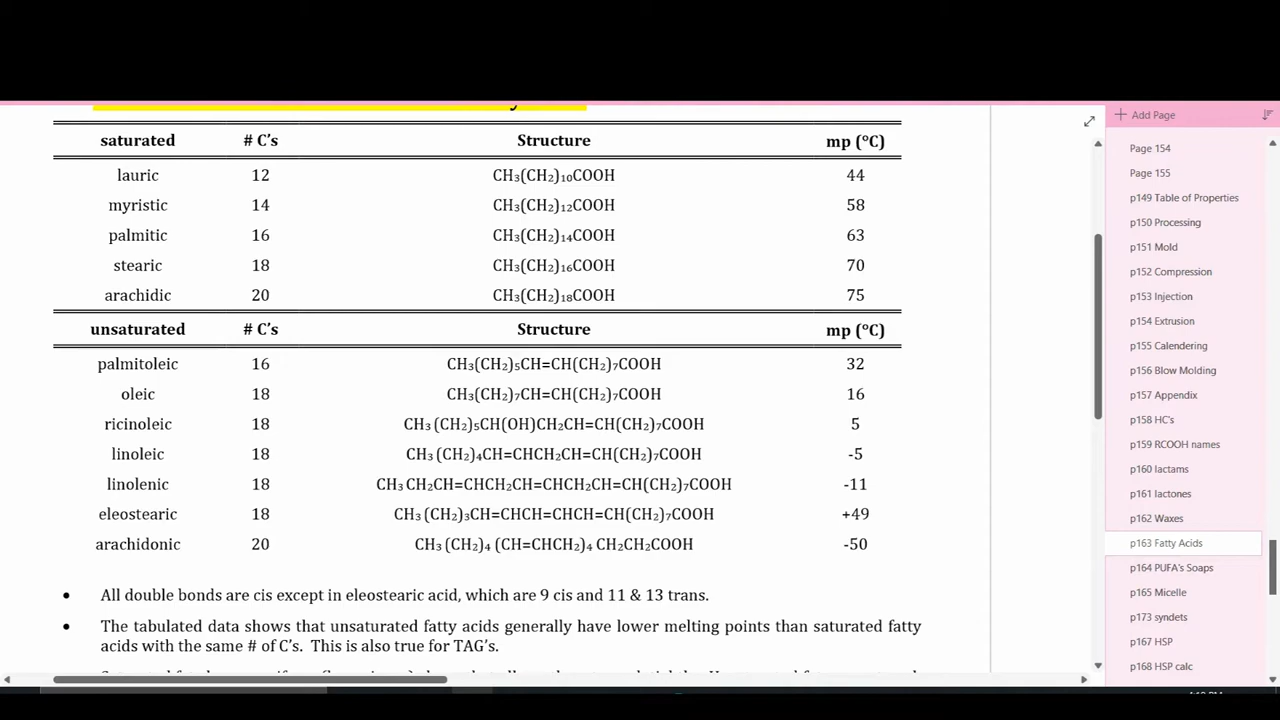 saturated # C's Structure mp (°C)
lauric 12 CH₃(CH₂)₁₀COOH 44
myristic 14 CH₃(CH₂)₁₂COOH 58
palmitic 16 CH₃(CH₂)₁₄COOH 63
stearic 18 CH₃(CH₂)₁₆COOH 70
arachidic 20 CH₃(CH₂)₁₈COOH 75
unsaturated # C's Structure mp (°C)
palmitoleic 16 CH₃(CH₂)₅CH=CH(CH₂)₇COOH 32
oleic 18 CH₃(CH₂)₇CH=CH(CH₂)₇COOH 16
ricinoleic 18 CH₃ (CH₂)₅CH(OH)CH₂CH=CH(CH₂)₇COOH 5
linoleic 18 CH₃ (CH₂)₄CH=CHCH₂CH=CH(CH₂)₇COOH -5
linolenic 18 CH₃ CH₂CH=CHCH₂CH=CHCH₂CH=CH(CH₂)₇COOH -11
eleostearic 18 CH₃ (CH₂)₃CH=CHCH=CHCH=CH(CH₂)₇COOH +49
arachidonic 20 CH₃ (CH₂)₄ (CH=CHCH₂)₄ CH₂CH₂COOH -50
• All double bonds are cis except in eleostearic acid, which are 9 cis and 11 & 13 trans.
• The tabulated data shows that unsaturated fatty acids generally have lower melting points than saturated fatty
acids with the same # of C's. This is also true for TAG's.
Add Page
Page 154
Page 155
p149 Table of Properties
p150 Processing
p151 Mold
p152 Compression
p153 Injection
p154 Extrusion
p155 Calendering
p156 Blow Molding
p157 Appendix
p158 HC's
p159 RCOOH names
p160 lactams
p161 lactones
p162 Waxes
p163 Fatty Acids
p164 PUFA's Soaps
p165 Micelle
p173 syndets
p167 HSP
p168 HSP calc